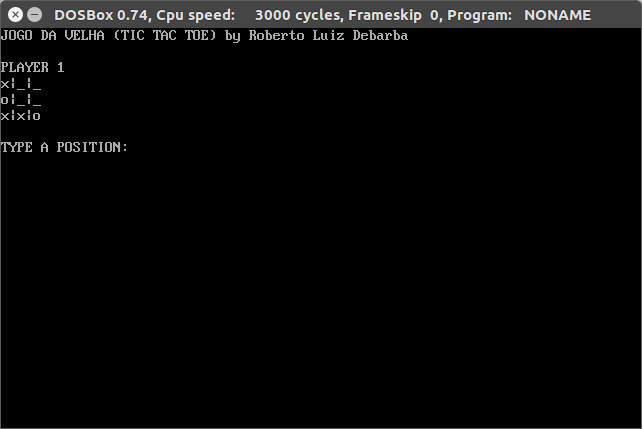 DOSBox 0.74, Cpu speed: 3000 cycles, Frameskip 0, Program: NONAME
JOGO DA VELHA (TIC TAC TOE) by Roberto Luiz Debarba
PLAYER 1
x|_|_
o|_|_
x|x|o
TYPE A POSITION: